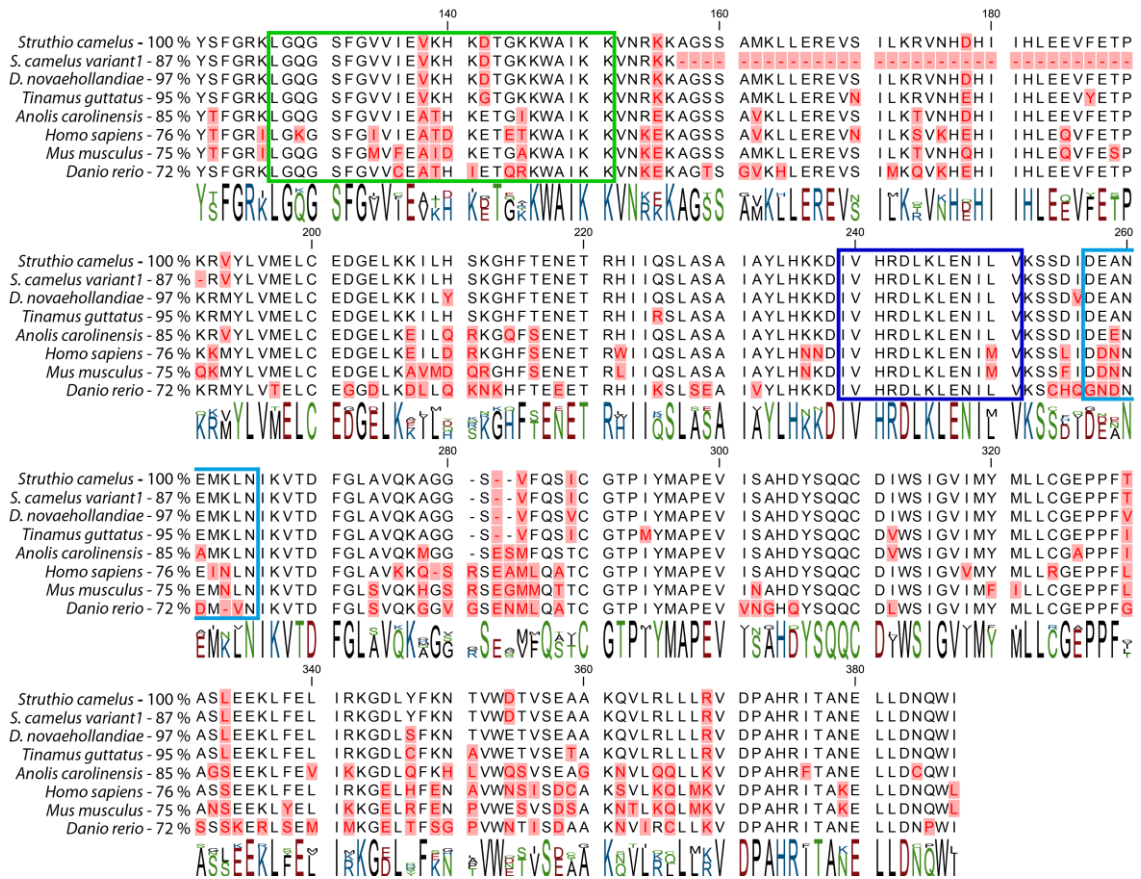 140 160 180
Struthio camelus - 100 % YSFGRKLGQG SFGVVIEVKH KDTGKKWAIK KVNRKKAGSS AMKLLEREVS ILKRVNHDHI IHLEEVFETP
S. camelus variant1 - 87 % YSFGRKLGQG SFGVVIEVKH KDTGKKWAIK KVNRKK---- ---------- ---------- ----------
D. novaehollandiae - 97 % YSFGRKLGQG SFGVVIEVKH KDTGKKWAIK KVNRKKAGSS AMKLLEREVS ILKRVNHDHI IHLEEVFETP
Tinamus guttatus - 95 % YSFGRKLGQG SFGVVIEVKH KGTGKKWAIK KVNRKKAGSS AMKLLEREVN ILKRVNHEHI IHLEEVYETP
Anolis carolinensis - 85 % YTFGRKLGQG SFGVVIEATH KETGIKWAIK KVNREKAGSS AVKLLEREVS ILKTVNHDHI IHLEEVFETP
Homo sapiens - 76 % YTFGRILGKG SFGIVIEATD KETETKWAIK KVNKEKAGSS AVKLLEREVN ILKSVKHEHI IHLEQVFETP
Mus musculus - 75 % YTFGRILGQG SFGMVFEAID KETGAKWAIK KVNKEKAGSS AMKLLEREVS ILKTVNHQHI IHLEQVFESP
Danio rerio - 72 % YSFGRKLGQG SFGVVCEATH IETQRKWAIK KVNKEKAGTS GVKHLEREVS IMKQVKHEHI IHLEEVFETP
200 220 240 260
Struthio camelus - 100 % KRVYLVMELC EDGELKKILH SKGHFTENET RHIIQSLASA IAYLHKKDIV HRDLKLENIL VKSSDIDEAN
S. camelus variant1 - 87 % -RVYLVMELC EDGELKKILH SKGHFTENET RHIIQSLASA IAYLHKKDIV HRDLKLENIL VKSSDIDEAN
D. novaehollandiae - 97 % KRMYLVMELC EDGELKKILY SKGHFTENET RHIIQSLASA IAYLHKKDIV HRDLKLENIL VKSSDVDEAN
Tinamus guttatus - 95 % KRMYLVMELC EDGELKKILH SKGHFTENET RHIIRSLASA IAYLHKKDIV HRDLKLENIL VKSSDIDEAN
Anolis carolinensis - 85 % KRVYLVMELC EDGELKEILQ RKGQFSENET RHIIQSLASA IAYLHKKDIV HRDLKLENIL VKSSDIDEEN
Homo sapiens - 76 % KKMYLVMELC EDGELKEILD RKGHFSENET RWIIQSLASA IAYLHNNDIV HRDLKLENIM VKSSLIDDNN
Mus musculus - 75 % QKMYLVMELC EDGELKAVMD QRGHFSENET RLIIQSLASA IAYLHNKDIV HRDLKLENIM VKSSFIDDNN
Danio rerio - 72 % KRMYLVTELC EGGDLKDLLQ KNKHFTEEET RHIIKSLSEA VAYLHKKDIV HRDLKLENIL VKSCHQGNDN
280 300 320
Struthio camelus - 100 % EMKLNIKVTD FGLAVQKAGG -S--VFQSIC GTPIYMAPEV ISAHDYSQQC DIWSIGVIMY MLLCGEPPFT
S. camelus variant1 - 87 % EMKLNIKVTD FGLAVQKAGG -S--VFQSIC GTPIYMAPEV ISAHDYSQQC DIWSIGVIMY MLLCGEPPFT
D. novaehollandiae - 97 % EMKLNIKVTD FGLAVQKAGG -S--VFQSVC GTPIYMAPEV ISAHDYSQQC DIWSIGVIMY MLLCGEPPFV
Tinamus guttatus - 95 % EMKLNIKVTD FGLAVQKAGG -S--VFQSIC GTPMYMAPEV ISAHDYSQQC DVWSIGVIMY MLLCGEPPFI
Anolis carolinensis - 85 % AMKLNIKVTD FGLAVQKMGG -SESMFQSTC GTPIYMAPEV ISAHDYSQQC DVWSIGVIMY MLLCGAPPFI
Homo sapiens - 76 % EINLNIKVTD FGLAVKKQ-S RSEAMLQATC GTPIYMAPEV ISAHDYSQQC DIWSIGVVMY MLLRGEPPFL
Mus musculus - 75 % EMNLNIKVTD FGLSVQKHGS RSEGMMQTTC GTPIYMAPEV INAHDYSQQC DIWSIGVIMF ILLCGEPPFL
Danio rerio - 72 % DM-VNIKVTD FGLSVQKGGV GSENMLQATC GTPIYMAPEV VNGHQYSQQC DLWSIGVIMY MLLCGEPPFG
340 360 380
Struthio camelus - 100 % ASLEEKLFEL IRKGDLYFKN TVWDTVSEAA KQVLRLLLRV DPAHRITANE LLDNQWI
S. camelus variant1 - 87 % ASLEEKLFEL IRKGDLYFKN TVWDTVSEAA KQVLRLLLRV DPAHRITANE LLDNQWI
D. novaehollandiae - 97 % ASLEEKLFEL IRKGDLSFKN TVWETVSEAA KQVLRLLLRV DPAHRITANE LLDNQWI
Tinamus guttatus - 95 % ASLEEKLFEL IRKGDLCFKN AVWETVSETA KQVLRLLLRV DPAHRITANE LLDNQWI
Anolis carolinensis - 85 % AGSEEKLFEV IKKGDLQFKH LVWQSVSEAG KNVLQQLLKV DPAHRFTANE LLDCQWI
Homo sapiens - 76 % ASSEEKLFEL IRKGELHFEN AVWNSISDCA KSVLKQLMKV DPAHRITAKE LLDNQWL
Mus musculus - 75 % ANSEEKLYEL IKKGELRFEN PVWESVSDSA KNTLKQLMKV DPAHRITAKE LLDNQWL
Danio rerio - 72 % SSSKERLSEM IMKGELTFSG PVWNTISDAA KNVIRCLLKV DPAHRITANE LLDNPWI